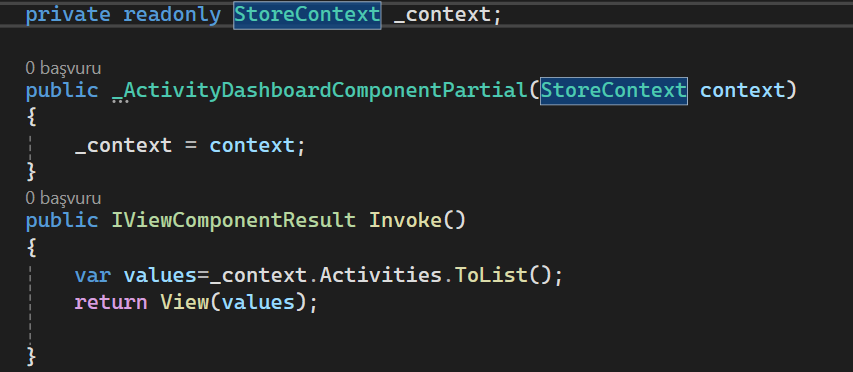 private readonly StoreContext _context;
0 başvuru
public _ActivityDashboardComponentPartial(StoreContext context)
{
_context = context;
}
0 başvuru
public IViewComponentResult Invoke()
{
var values=_context.Activities.ToList();
return View(values);
}